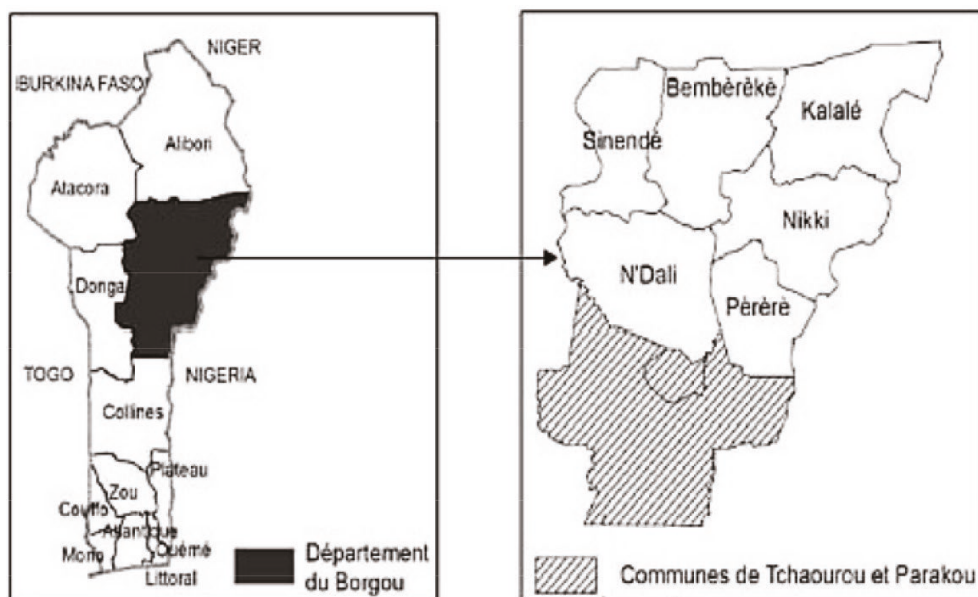 NIGER
IBURKINA FASO
Alibori
Atacora
Donga
TOGO
NIGERIA
Collines
Plateau
Zou
Couffo
Atlantique
Mono
Ouémé
Littoral
Département
du Borgou
Bembèrèkè
Kalalé
Sinendé
Nikki
N'Dali
Pèrèrè
Communes de Tchaourou et Parakou